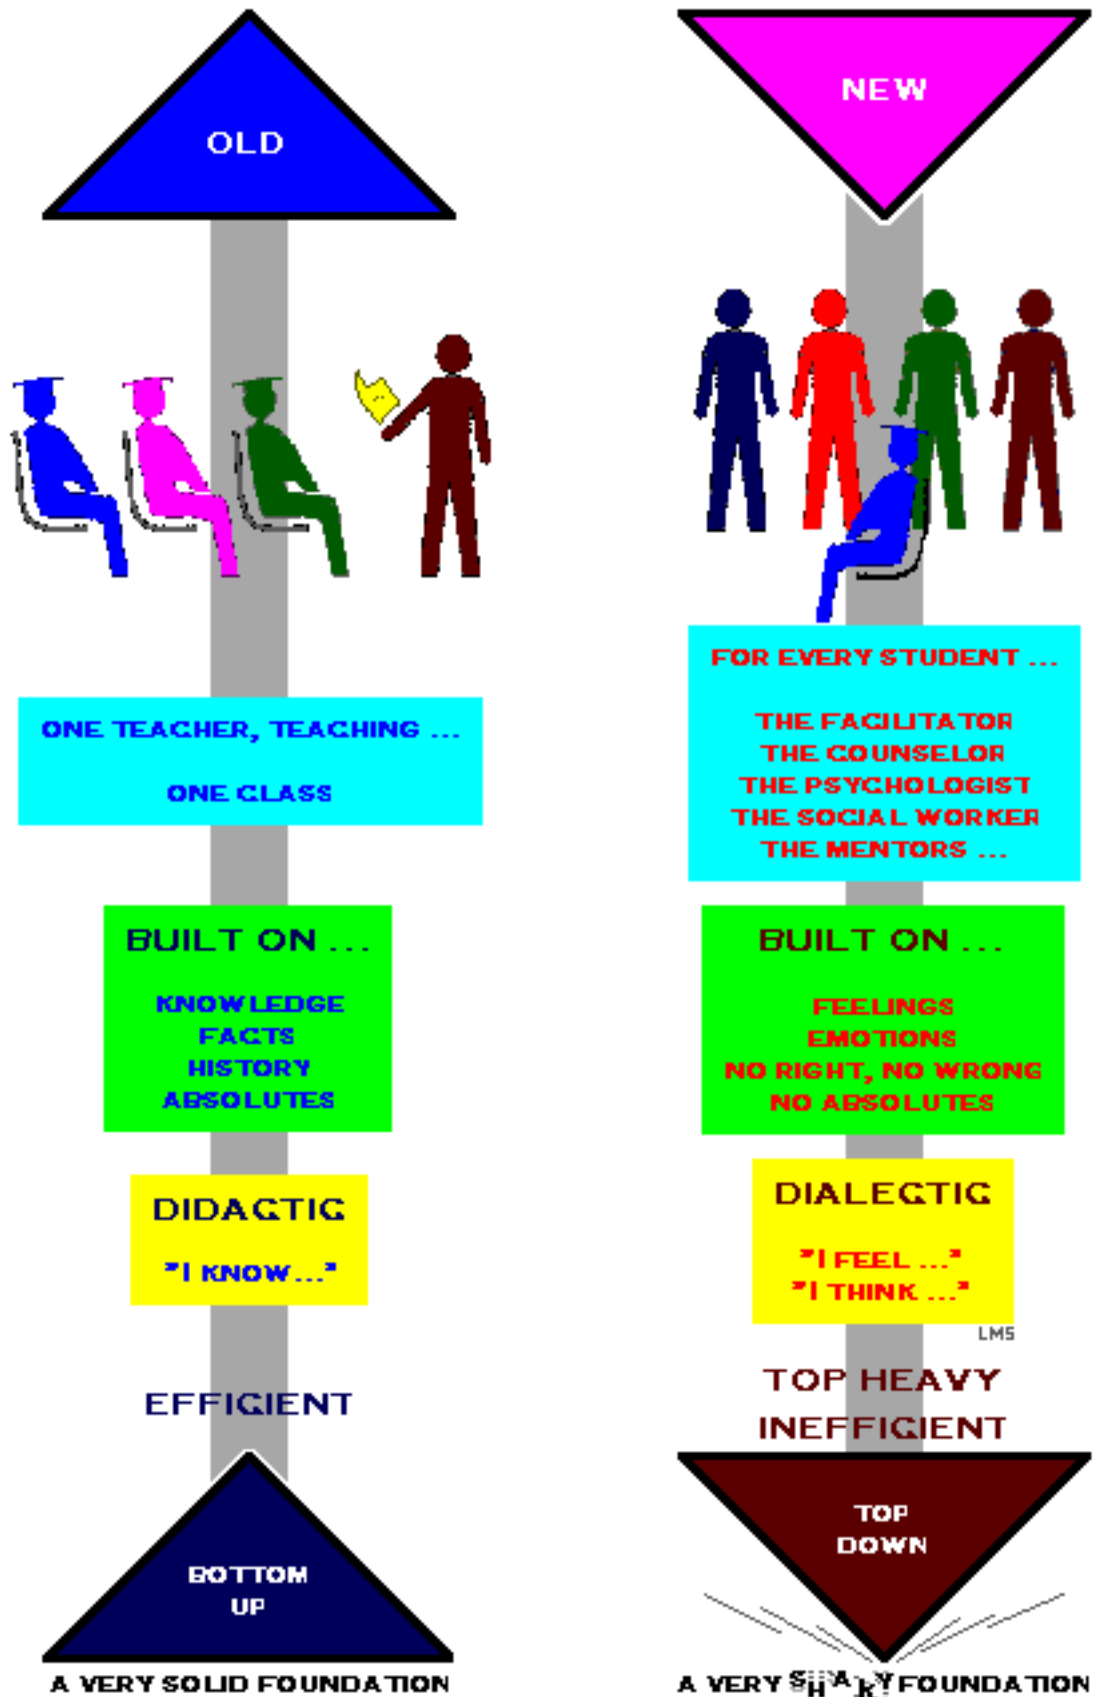 OLD
ONE TEACHER, TEACHING ...
ONE CLASS
BUILT ON ...
KNOWLEDGE
FACTS
HISTORY
ABSOLUTES
DIDACTIC
"I KNOW ..."
EFFICIENT
BOTTOM
UP
A VERY SOLID FOUNDATION
NEW
FOR EVERY STUDENT ...
THE FACILITATOR
THE COUNSELOR
THE PSYCHOLOGIST
THE SOCIAL WORKER
THE MENTORS ...
BUILT ON ...
FEELINGS
EMOTIONS
NO RIGHT, NO WRONG
NO ABSOLUTES
DIALECTIC
"I FEEL ..."
"I THINK ..."
LMS
TOP HEAVY
INEFFICIENT
TOP
DOWN
A VERY SHAKY FOUNDATION